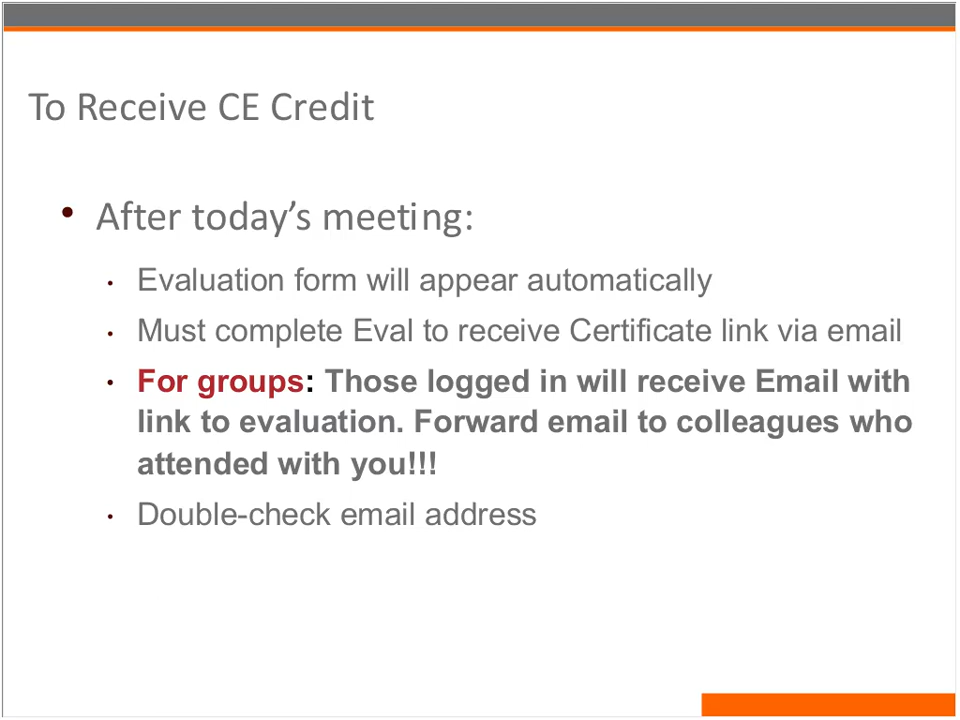 To Receive CE Credit
• After today’s meeting:
• Evaluation form will appear automatically
• Must complete Eval to receive Certificate link via email
• For groups: Those logged in will receive Email with
link to evaluation. Forward email to colleagues who
attended with you!!!
• Double-check email address